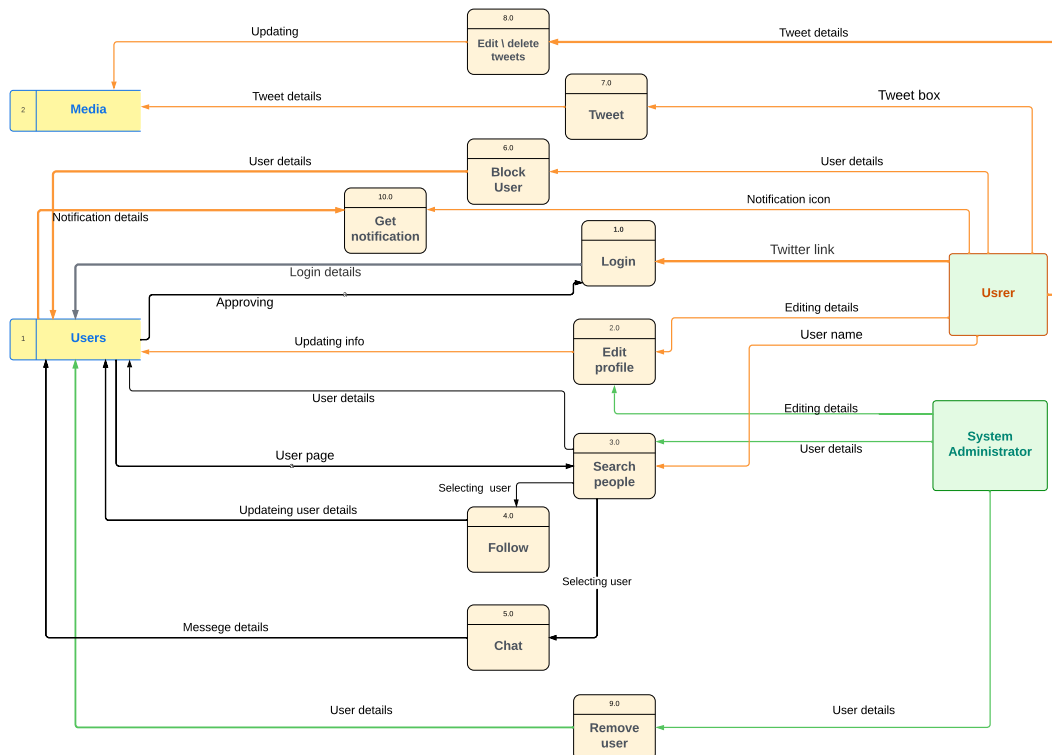 8.0
Updating
Edit \ delete
tweets
Tweet details
7.0
2
Media
Tweet details
Tweet
Tweet box
6.0
User details
Block
User
User details
10.0
Notification details
Get
notification
Notification icon
1.0
Login
Twitter link
Login details
Approving
Usrer
Editing details
1
Users
2.0
Updating info
Edit
profile
User name
User details
Editing details
3.0
User page
Search
people
User details
System
Administrator
Selecting user
4.0
Updateing user details
Follow
Selecting user
5.0
Messege details
Chat
9.0
User details
Remove
user
User details